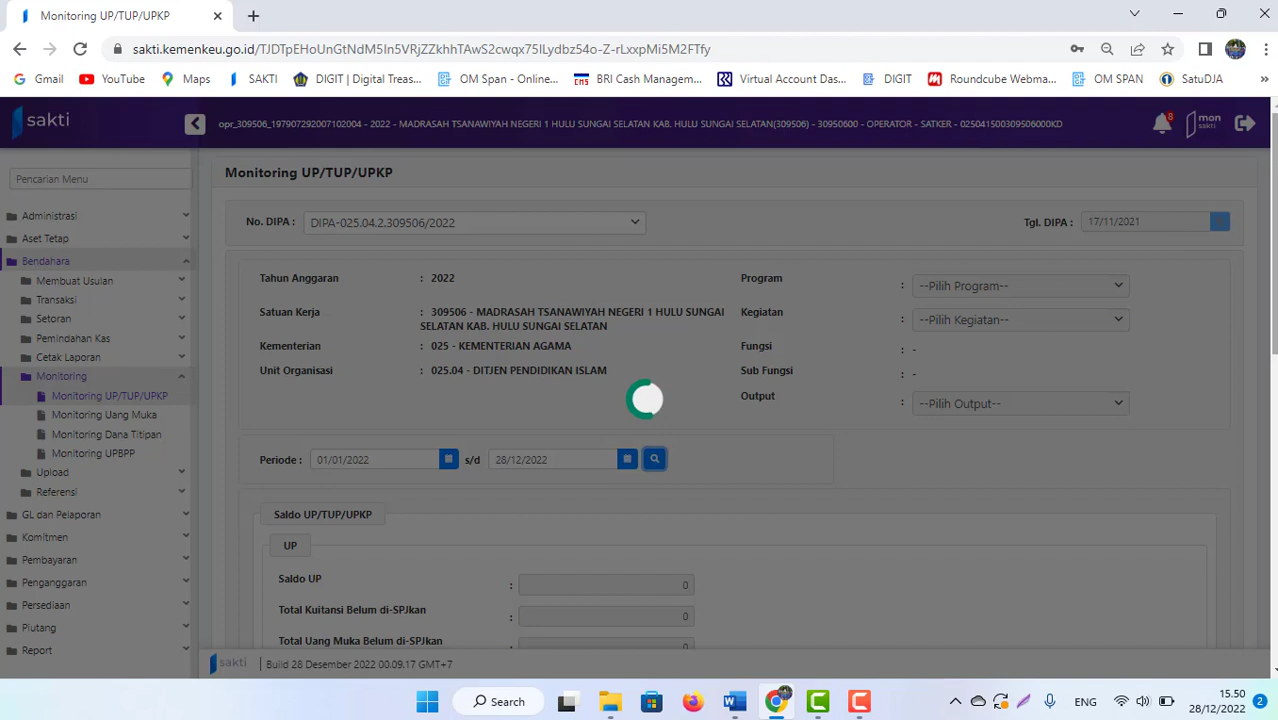 Monitoring UP/TUP/UPKP
sakti.kemenkeu.go.id/TJDTpEHoUnGtNdM5In5VRjZZkhhTAwS2cwqx75ILydbz54o-Z-rLxxpMi5M2FTfy
Gmail YouTube Maps SAKTI DIGIT | Digital Treas... OM Span - Online... CMS BRI Cash Managem... Virtual Account Das... DIGIT Roundcube Webma... OM SPAN SatuDJA »
sakti
opr_309506_197907292007102004 - 2022 - MADRASAH TSANAWIYAH NEGERI 1 HULU SUNGAI SELATAN KAB. HULU SUNGAI SELATAN(309506) - 30950600 - OPERATOR - SATKER - 025041500309506000KD
8
mon sakti
Pencarian Menu
Administrasi
Aset Tetap
Bendahara
Membuat Usulan
Transaksi
Setoran
Pemindahan Kas
Cetak Laporan
Monitoring
Monitoring UP/TUP/UPKP
Monitoring Uang Muka
Monitoring Dana Titipan
Monitoring UPBPP
Upload
Referensi
GL dan Pelaporan
Komitmen
Pembayaran
Penganggaran
Persediaan
Piutang
Report
Monitoring UP/TUP/UPKP
No. DIPA : DIPA-025.04.2.309506/2022
Tgl. DIPA : 17/11/2021
Tahun Anggaran : 2022
Program : --Pilih Program--
Satuan Kerja : 309506 - MADRASAH TSANAWIYAH NEGERI 1 HULU SUNGAI
SELATAN KAB. HULU SUNGAI SELATAN
Kegiatan : --Pilih Kegiatan--
Kementerian : 025 - KEMENTERIAN AGAMA
Fungsi : -
Unit Organisasi : 025.04 - DITJEN PENDIDIKAN ISLAM
Sub Fungsi : -
Output : --Pilih Output--
Periode : 01/01/2022 s/d 28/12/2022
Saldo UP/TUP/UPKP
UP
Saldo UP : 0
Total Kuitansi Belum di-SPJkan : 0
Total Uang Muka Belum di-SPJkan : 0
sakti | Build 28 Desember 2022 00.09.17 GMT+7
Search
ENG
15.50
28/12/2022
2